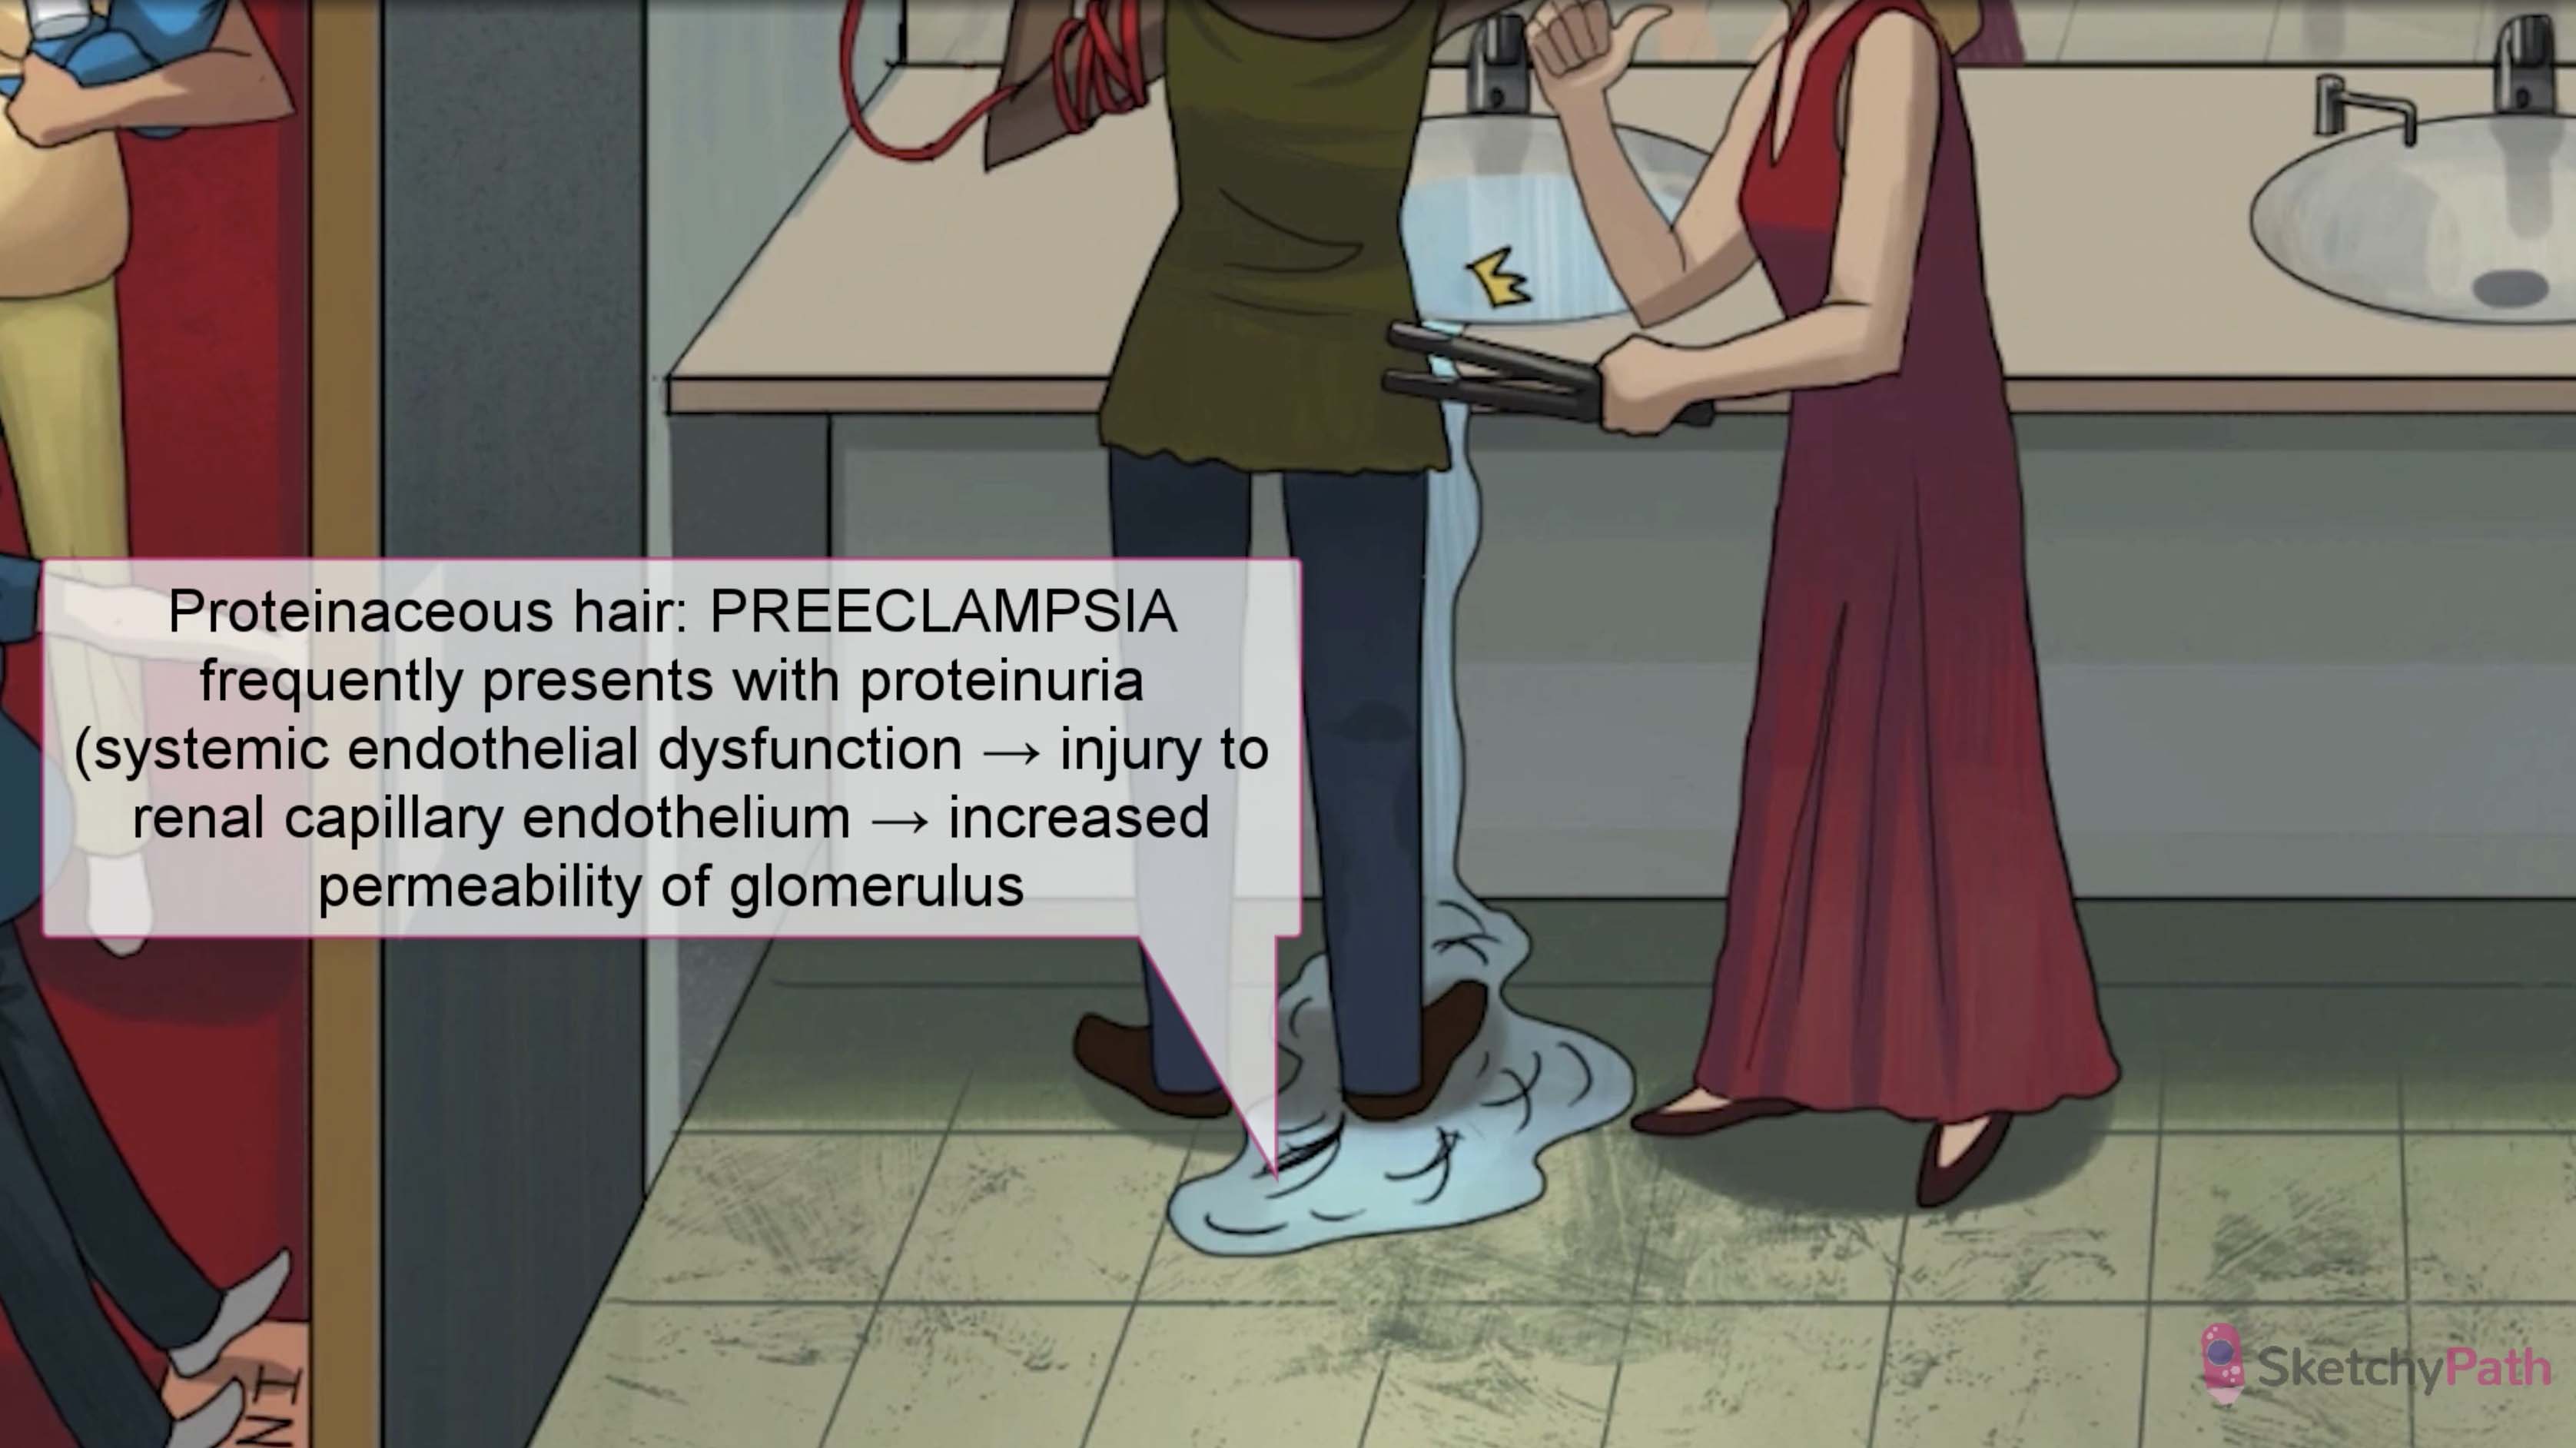 Proteinaceous hair: PREECLAMPSIA
frequently presents with proteinuria
(systemic endothelial dysfunction → injury to
renal capillary endothelium → increased
permeability of glomerulus
SketchyPath